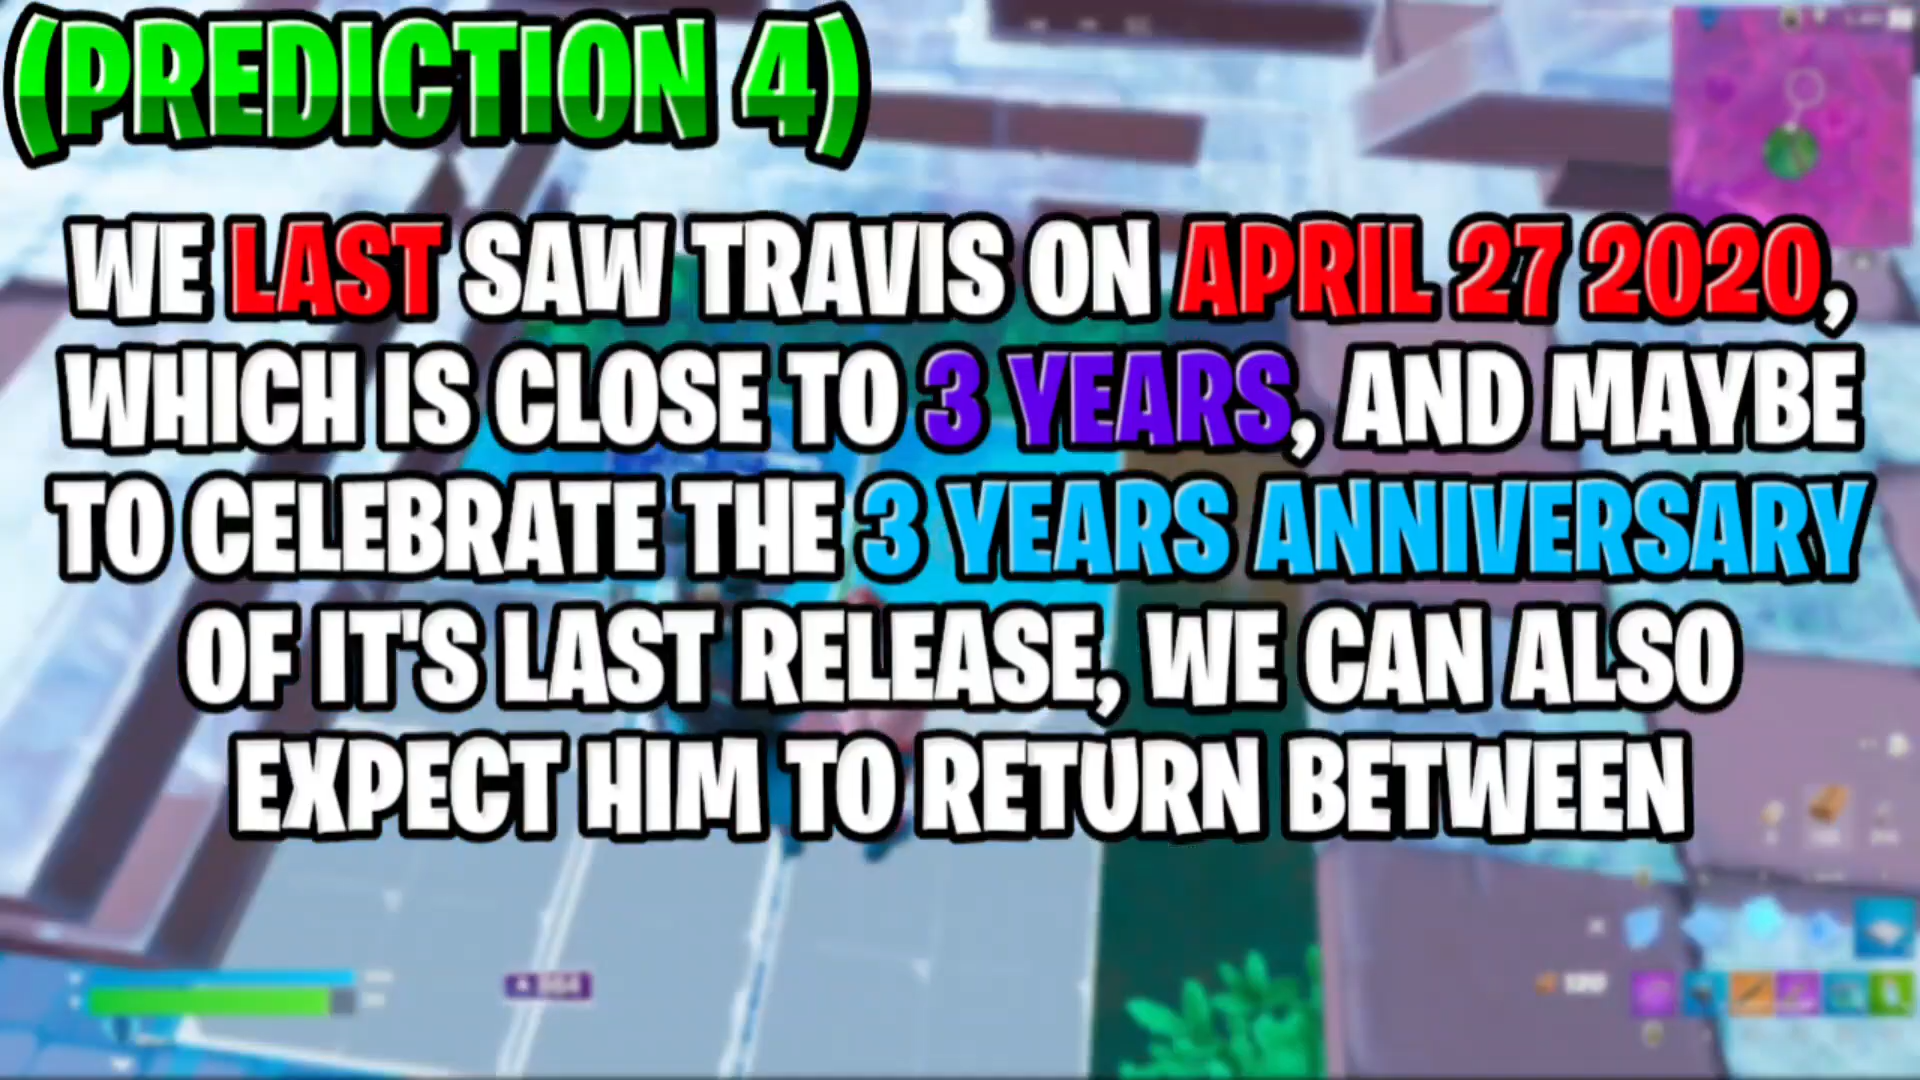 (PREDICTION 4)
WE LAST SAW TRAVIS ON APRIL 27 2020,
WHICH IS CLOSE TO 3 YEARS, AND MAYBE
TO CELEBRATE THE 3 YEARS ANNIVERSARY
OF IT'S LAST RELEASE, WE CAN ALSO
EXPECT HIM TO RETURN BETWEEN